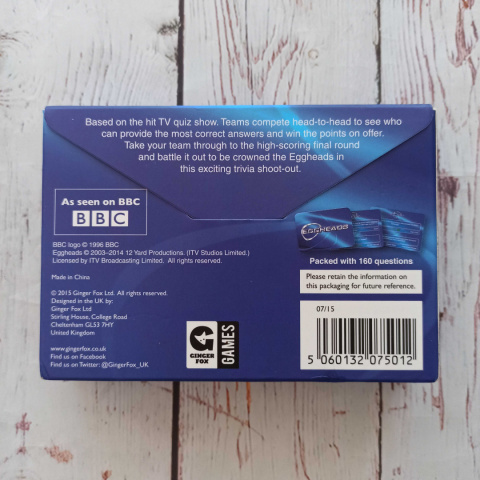 Based on the hit TV quiz show. Teams compete head-to-head to see who
can provide the most correct answers and win the points on offer.
Take your team through to the high-scoring final round
and battle it out to be crowned the Eggheads in
this exciting trivia shoot-out.
As seen on BBC
BBC
BBC logo © 1996 BBC
Eggheads © 2003–2014 12 Yard Productions. (ITV Studios Limited.)
Licensed by ITV Broadcasting Limited. All rights reserved.
Made in China
© 2015 Ginger Fox Ltd. All rights reserved.
Designed in the UK by:
Ginger Fox Ltd
Stirling House, College Road
Cheltenham GL53 7HY
United Kingdom
www.gingerfox.co.uk
Find us on Facebook
Find us on Twitter: @GingerFox_UK
GINGER
FOX
GAMES
EGGHEADS
Packed with 160 questions
Please retain the information on
this packaging for future reference.
07/15
5 060132 075012